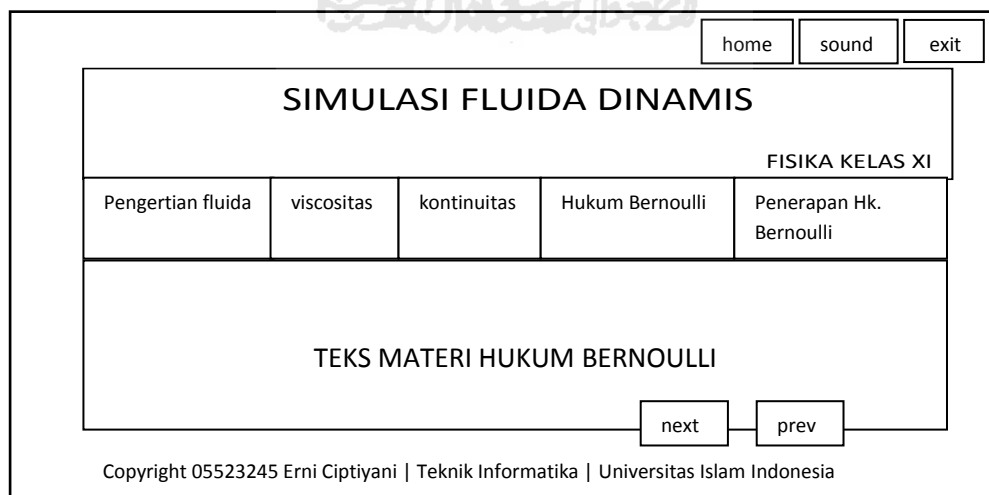 home sound exit
SIMULASI FLUIDA DINAMIS
FISIKA KELAS XI
Pengertian fluida viscositas kontinuitas Hukum Bernoulli Penerapan Hk.
Bernoulli
TEKS MATERI HUKUM BERNOULLI
next prev
Copyright 05523245 Erni Ciptiyani | Teknik Informatika | Universitas Islam Indonesia